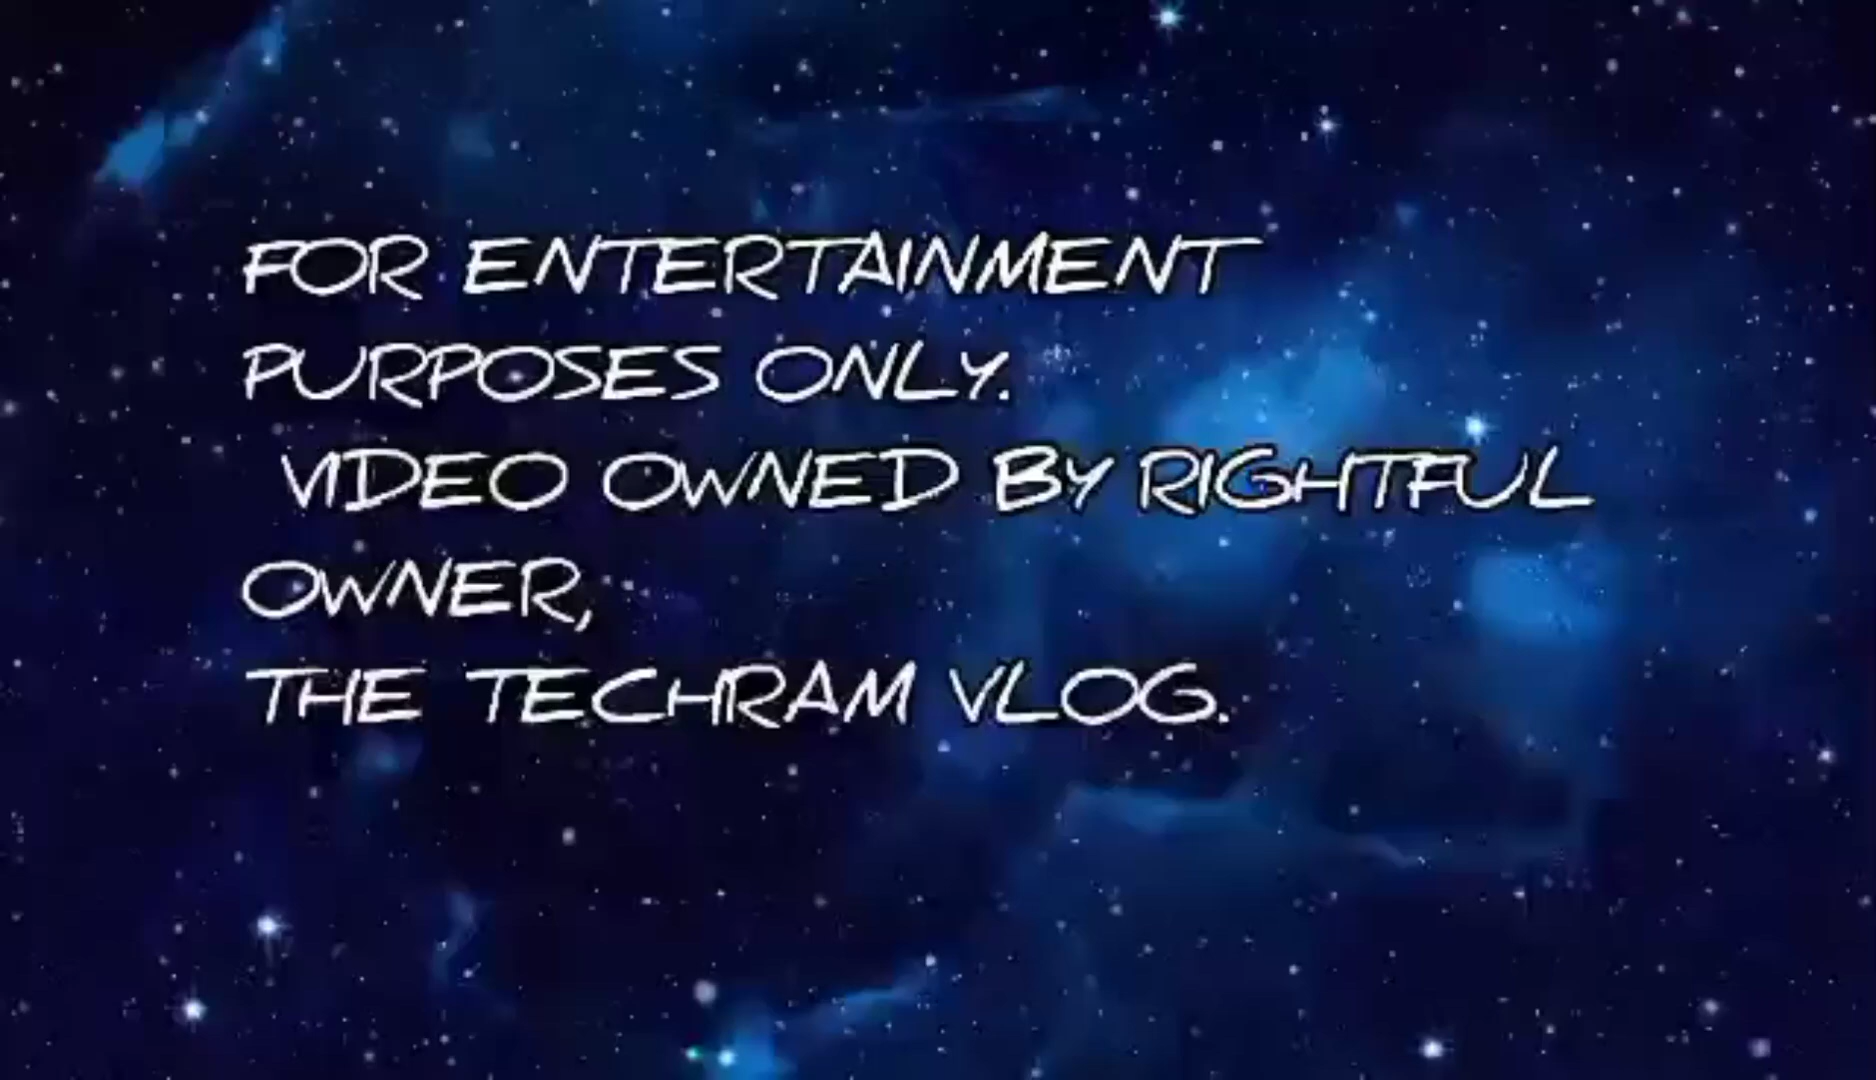 FOR ENTERTAINMENT
PURPOSES ONLY.
VIDEO OWNED BY RIGHTFUL
OWNER,
THE TECHRAM VLOG.